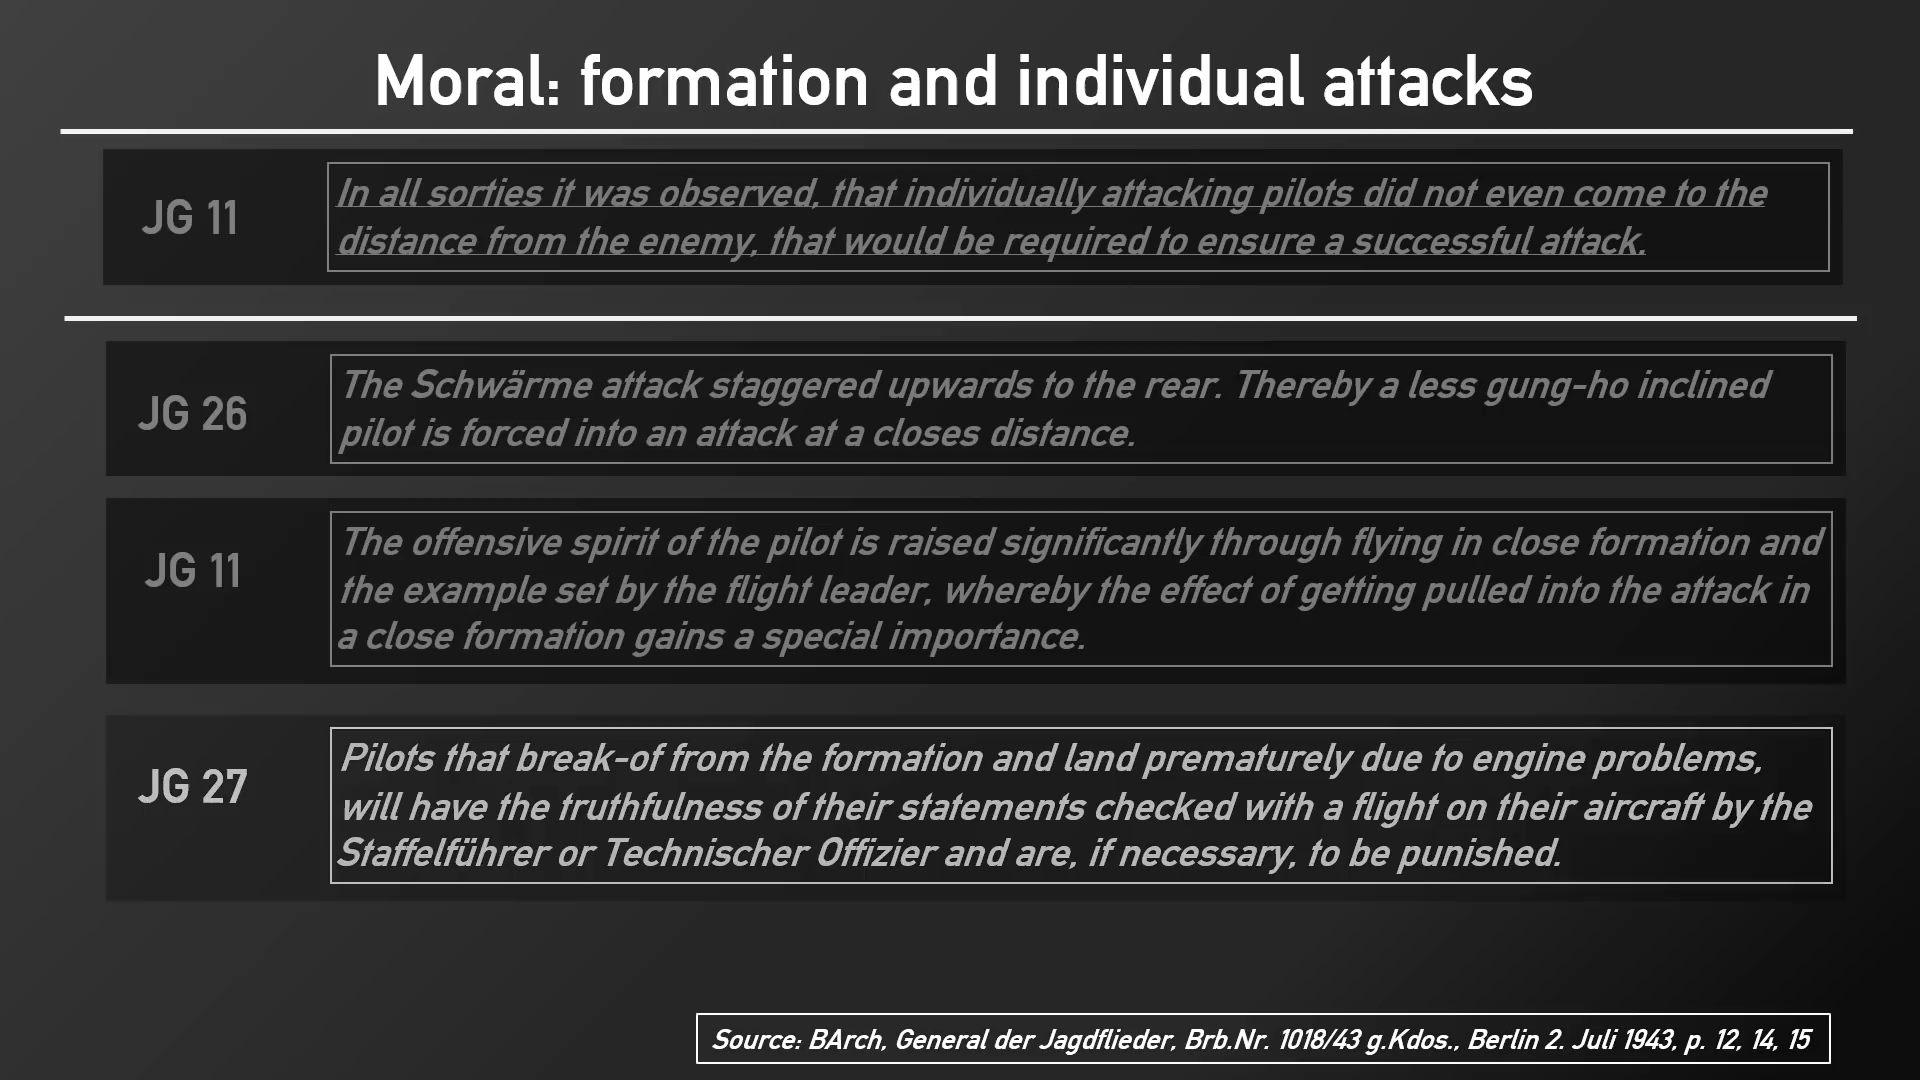 Moral: formation and individual attacks
JG 11
In all sorties it was observed, that individually attacking pilots did not even come to the
distance from the enemy, that would be required to ensure a successful attack.
JG 26
The Schwärme attack staggered upwards to the rear. Thereby a less gung-ho inclined
pilot is forced into an attack at a closes distance.
JG 11
The offensive spirit of the pilot is raised significantly through flying in close formation and
the example set by the flight leader, whereby the effect of getting pulled into the attack in
a close formation gains a special importance.
JG 27
Pilots that break-of from the formation and land prematurely due to engine problems,
will have the truthfulness of their statements checked with a flight on their aircraft by the
Staffelführer or Technischer Offizier and are, if necessary, to be punished.
Source: BArch, General der Jagdflieder, Brb.Nr. 1018/43 g.Kdos., Berlin 2. Juli 1943, p. 12, 14, 15